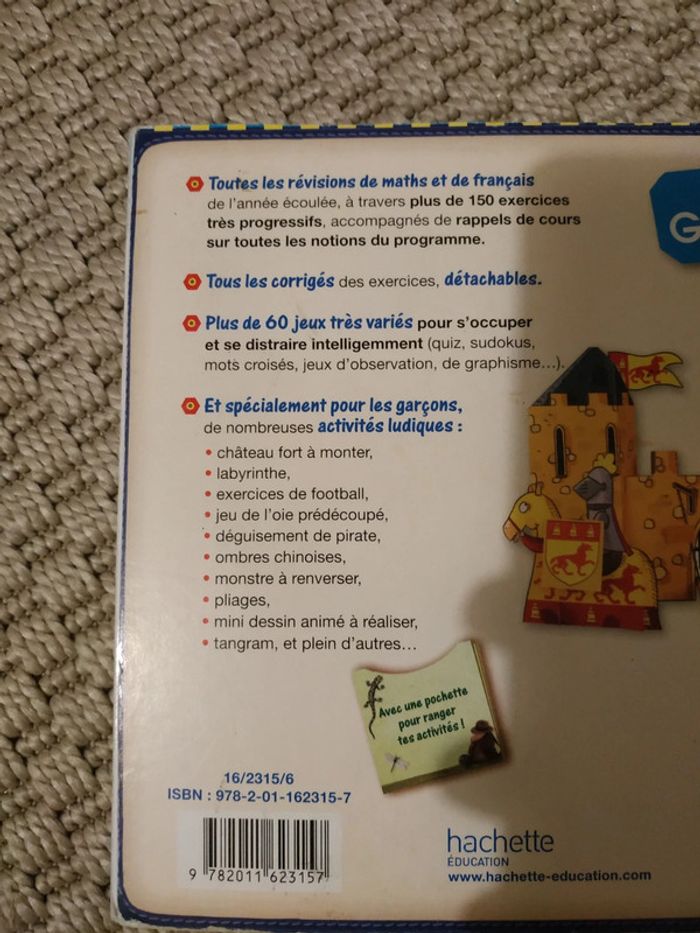 Toutes les révisions de maths et de français
de l'année écoulée, à travers plus de 150 exercices
très progressifs, accompagnés de rappels de cours
sur toutes les notions du programme.
Tous les corrigés des exercices, détachables.
Plus de 60 jeux très variés pour s'occuper
et se distraire intelligemment (quiz, sudokus,
mots croisés, jeux d'observation, de graphisme...).
Et spécialement pour les garçons,
de nombreuses activités ludiques :
• château fort à monter,
• labyrinthe,
• exercices de football,
• jeu de l'oie prédécoupé,
• déguisement de pirate,
• ombres chinoises,
• monstre à renverser,
• pliages,
• mini dessin animé à réaliser,
• tangram, et plein d'autres...
Avec une pochette
pour ranger
tes activités !
16/2315/6
ISBN : 978-2-01-162315-7
9 782011 623157
hachette
ÉDUCATION
www.hachette-education.com
G